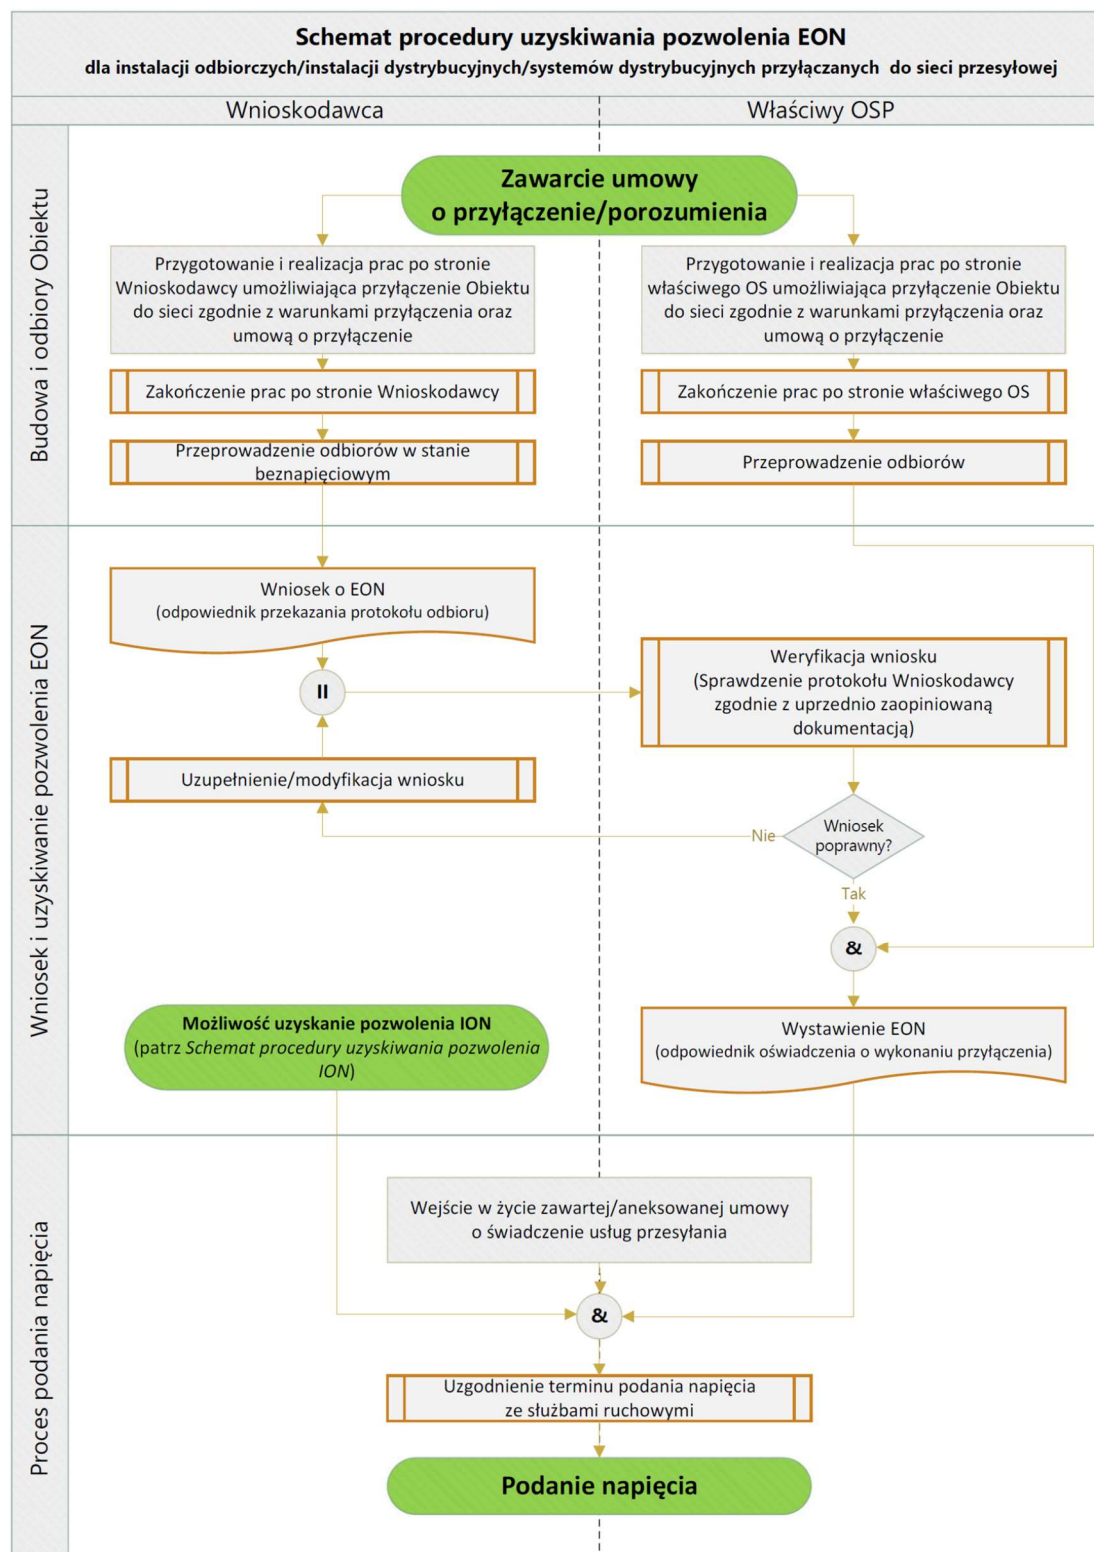 Schemat procedury uzyskiwania pozwolenia EON
dla instalacji odbiorczych/instalacji dystrybucyjnych/systemów dystrybucyjnych przyłączanych do sieci przesyłowej
Wnioskodawca
Właściwy OSP
Budowa i odbiory Obiektu
Zawarcie umowy
o przyłączenie/porozumienia
Przygotowanie i realizacja prac po stronie
Wnioskodawcy umożliwiająca przyłączenie Obiektu
do sieci zgodnie z warunkami przyłączenia oraz
umową o przyłączenie
Przygotowanie i realizacja prac po stronie
właściwego OS umożliwiająca przyłączenie Obiektu
do sieci zgodnie z warunkami przyłączenia oraz
umową o przyłączenie
Zakończenie prac po stronie Wnioskodawcy
Zakończenie prac po stronie właściwego OS
Przeprowadzenie odbiorów w stanie
beznapięciowym
Przeprowadzenie odbiorów
Wniosek i uzyskiwanie pozwolenia EON
Wniosek o EON
(odpowiednik przekazania protokołu odbioru)
II
Weryfikacja wniosku
(Sprawdzenie protokołu Wnioskodawcy
zgodnie z uprzednio zaopiniowaną
dokumentacją)
Uzupełnienie/modyfikacja wniosku
Nie
Wniosek
poprawny?
Tak
&
Możliwość uzyskanie pozwolenia ION
(patrz Schemat procedury uzyskiwania pozwolenia
ION)
Wystawienie EON
(odpowiednik oświadczenia o wykonaniu przyłączenia)
Proces podania napięcia
Wejście w życie zawartej/aneksowanej umowy
o świadczenie usług przesyłania
&
Uzgodnienie terminu podania napięcia
ze służbami ruchowymi
Podanie napięcia